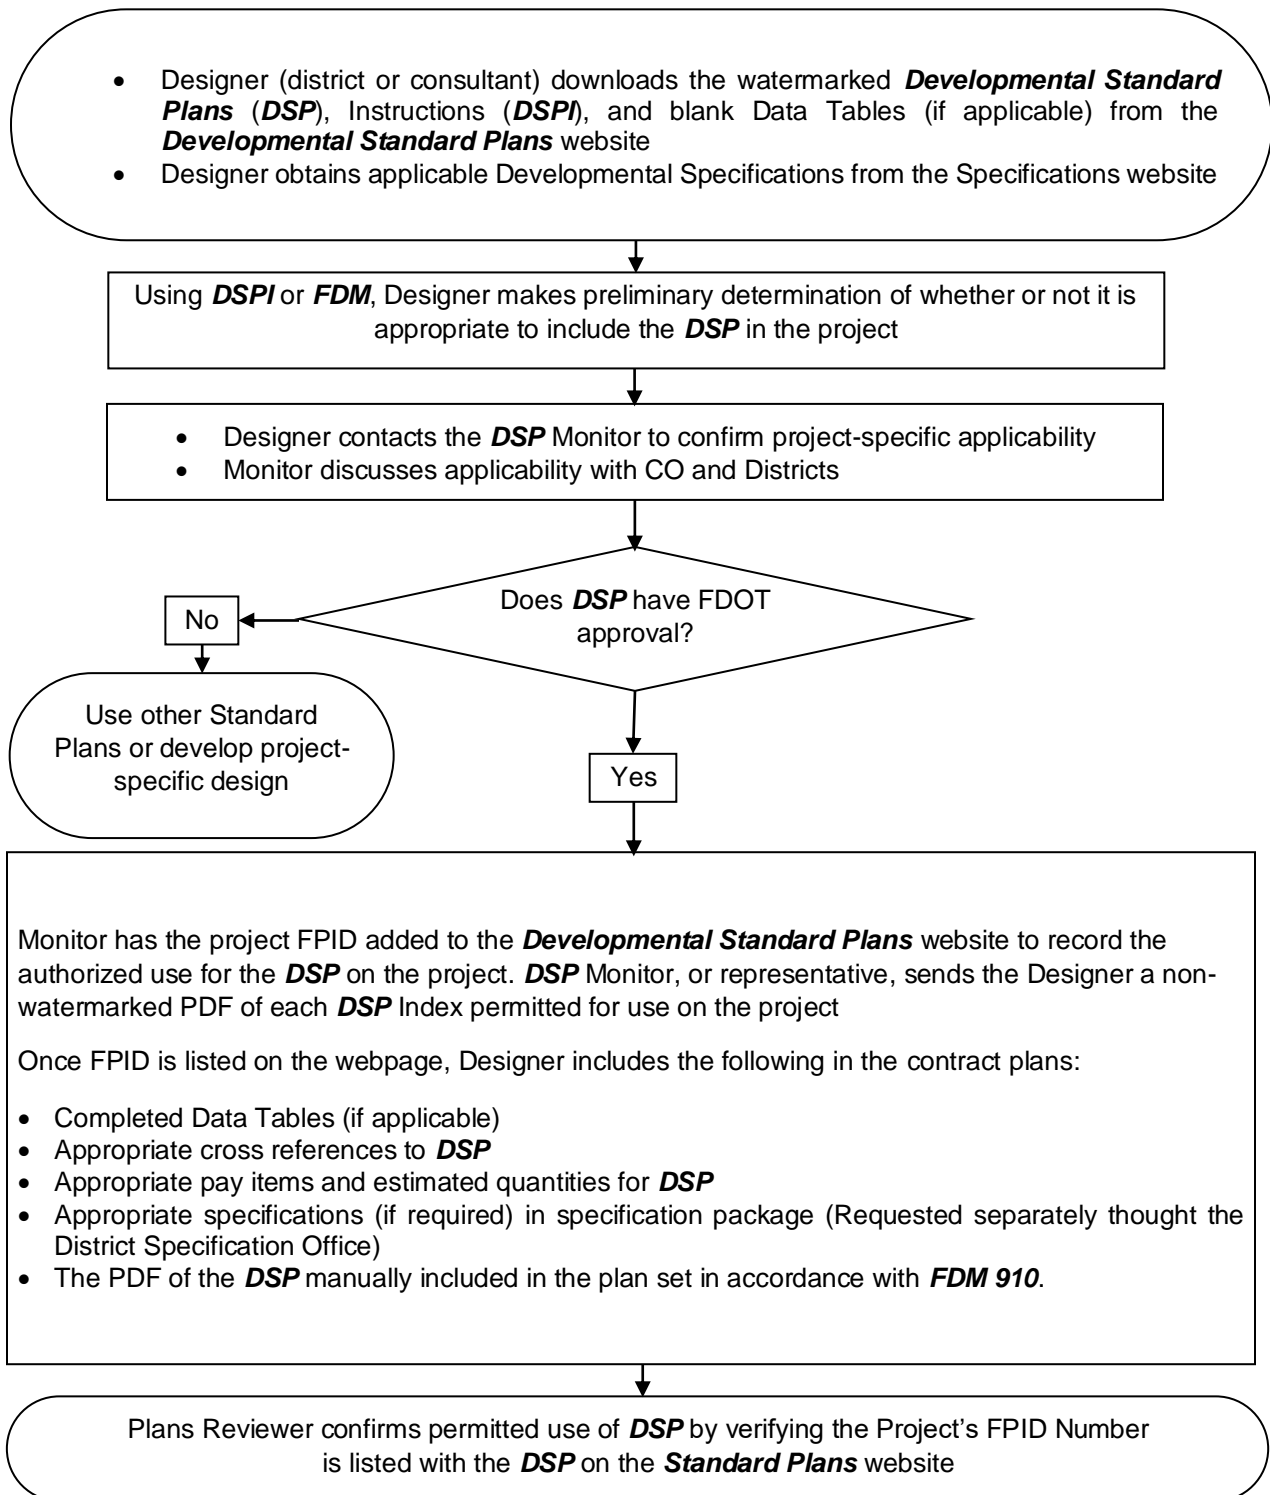 • Designer (district or consultant) downloads the watermarked Developmental Standard
Plans (DSP), Instructions (DSPI), and blank Data Tables (if applicable) from the
Developmental Standard Plans website
• Designer obtains applicable Developmental Specifications from the Specifications website
Using DSPI or FDM, Designer makes preliminary determination of whether or not it is
appropriate to include the DSP in the project
• Designer contacts the DSP Monitor to confirm project-specific applicability
• Monitor discusses applicability with CO and Districts
Does DSP have FDOT
approval?
No
Use other Standard
Plans or develop project-
specific design
Yes
Monitor has the project FPID added to the Developmental Standard Plans website to record the
authorized use for the DSP on the project. DSP Monitor, or representative, sends the Designer a non-
watermarked PDF of each DSP Index permitted for use on the project
Once FPID is listed on the webpage, Designer includes the following in the contract plans:
• Completed Data Tables (if applicable)
• Appropriate cross references to DSP
• Appropriate pay items and estimated quantities for DSP
• Appropriate specifications (if required) in specification package (Requested separately thought the
District Specification Office)
• The PDF of the DSP manually included in the plan set in accordance with FDM 910.
Plans Reviewer confirms permitted use of DSP by verifying the Project's FPID Number
is listed with the DSP on the Standard Plans website